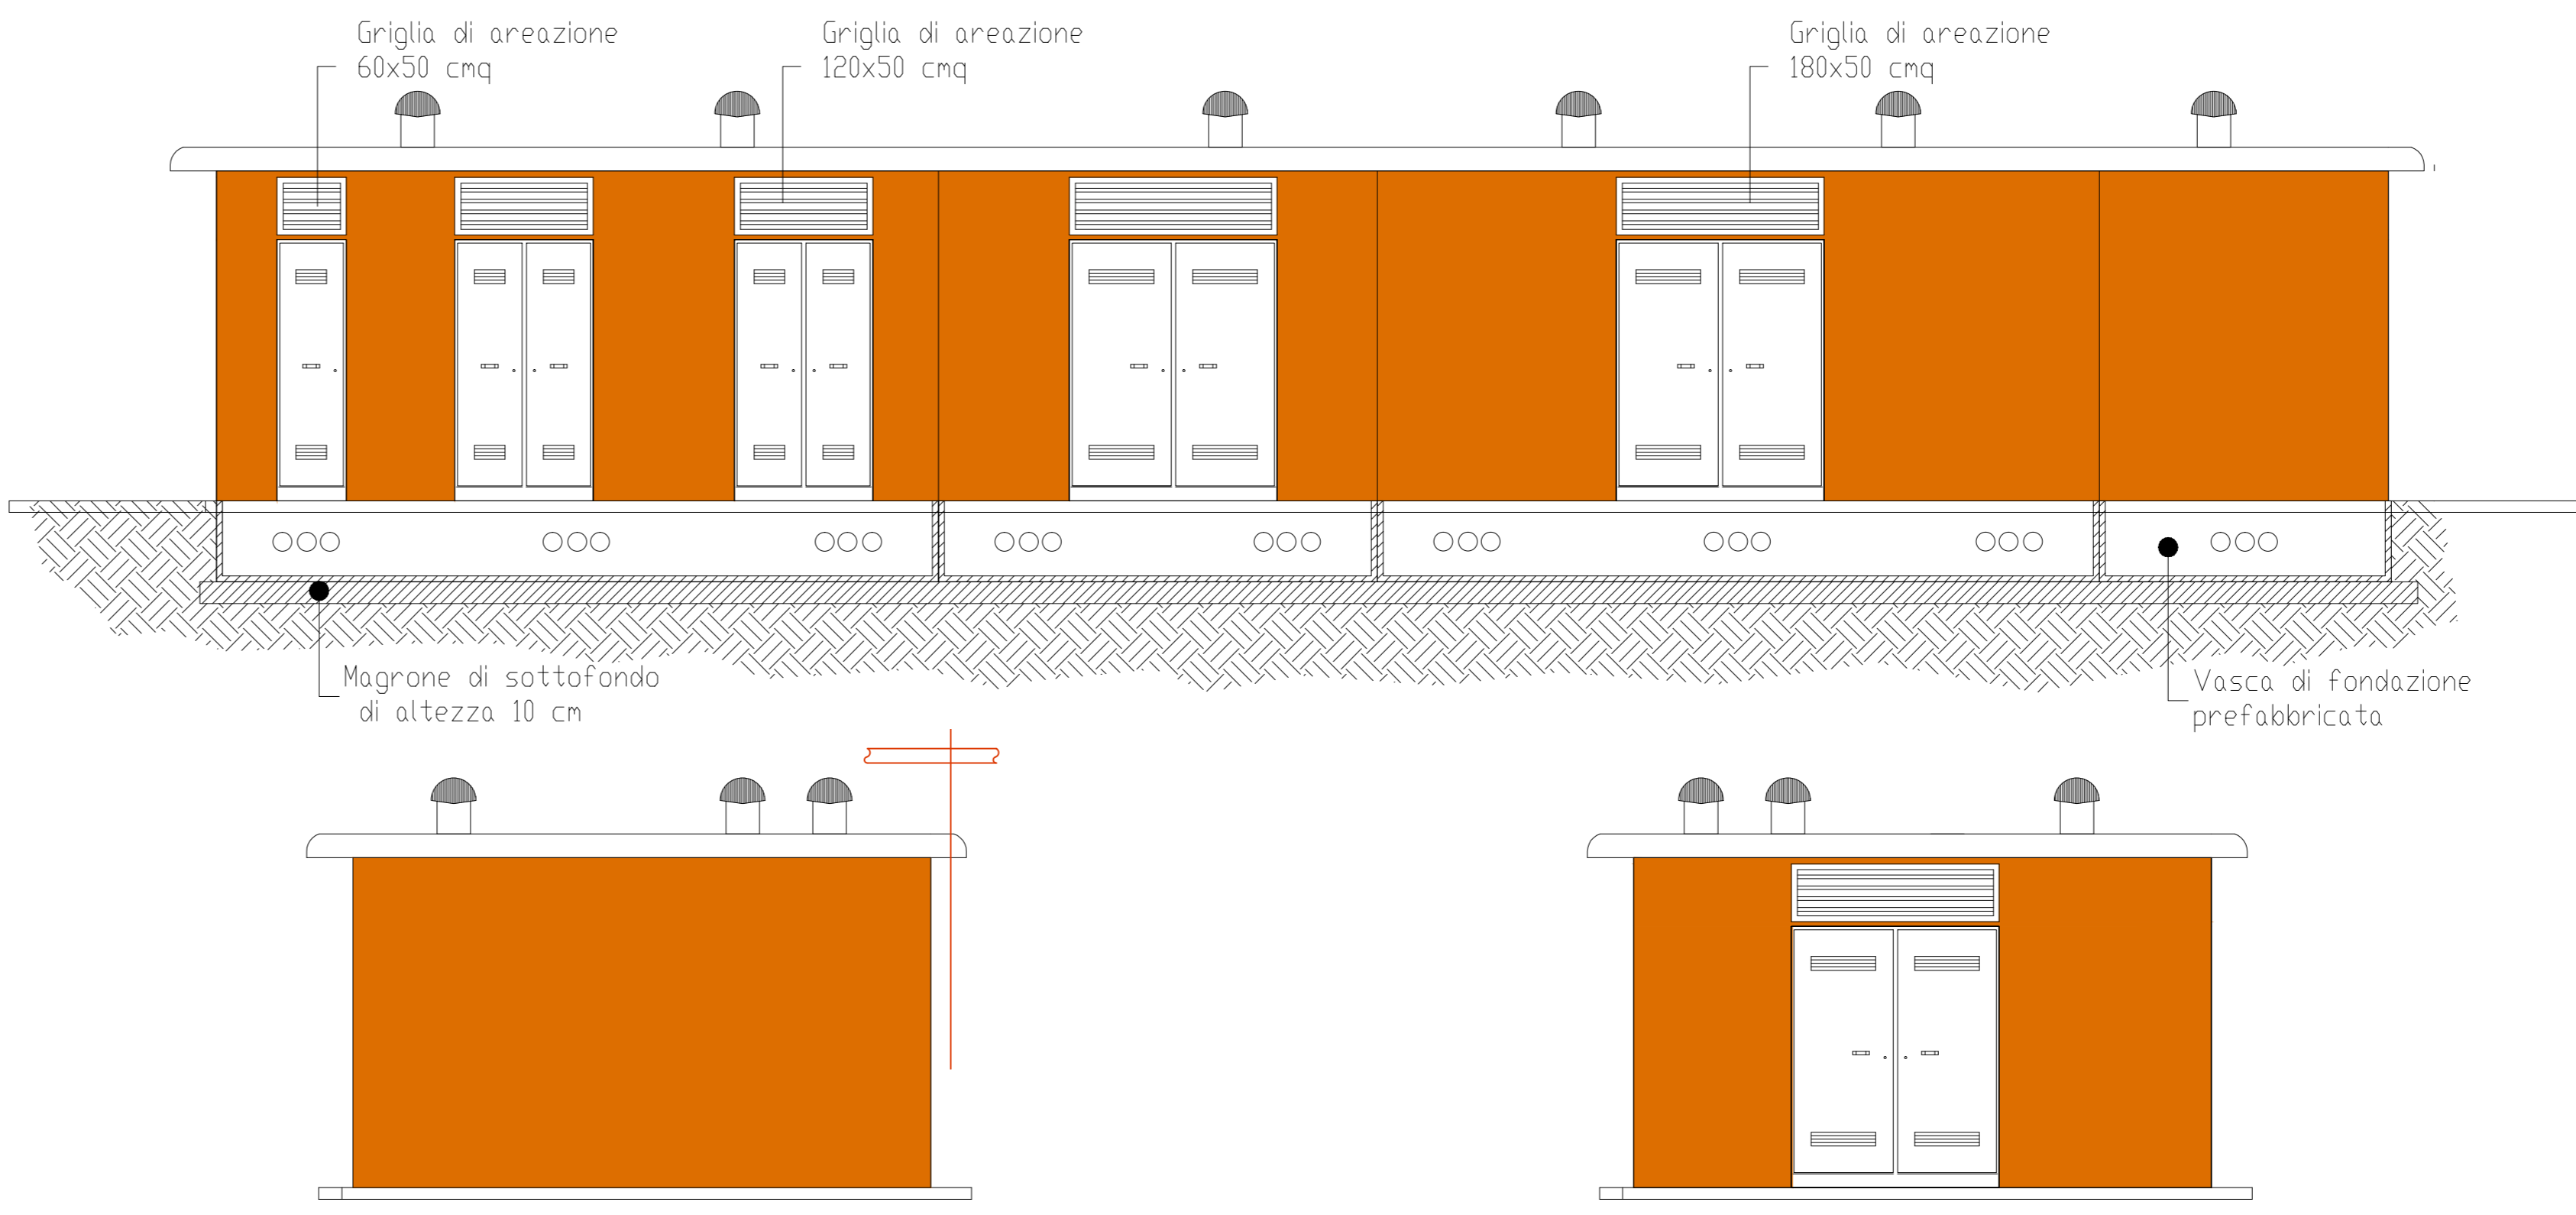 Griglia di areazione
60x50 cmq
Griglia di areazione
120x50 cmq
Griglia di areazione
180x50 cmq
Magrone di sottofondo
di altezza 10 cm
Vasca di fondazione
prefabbricata